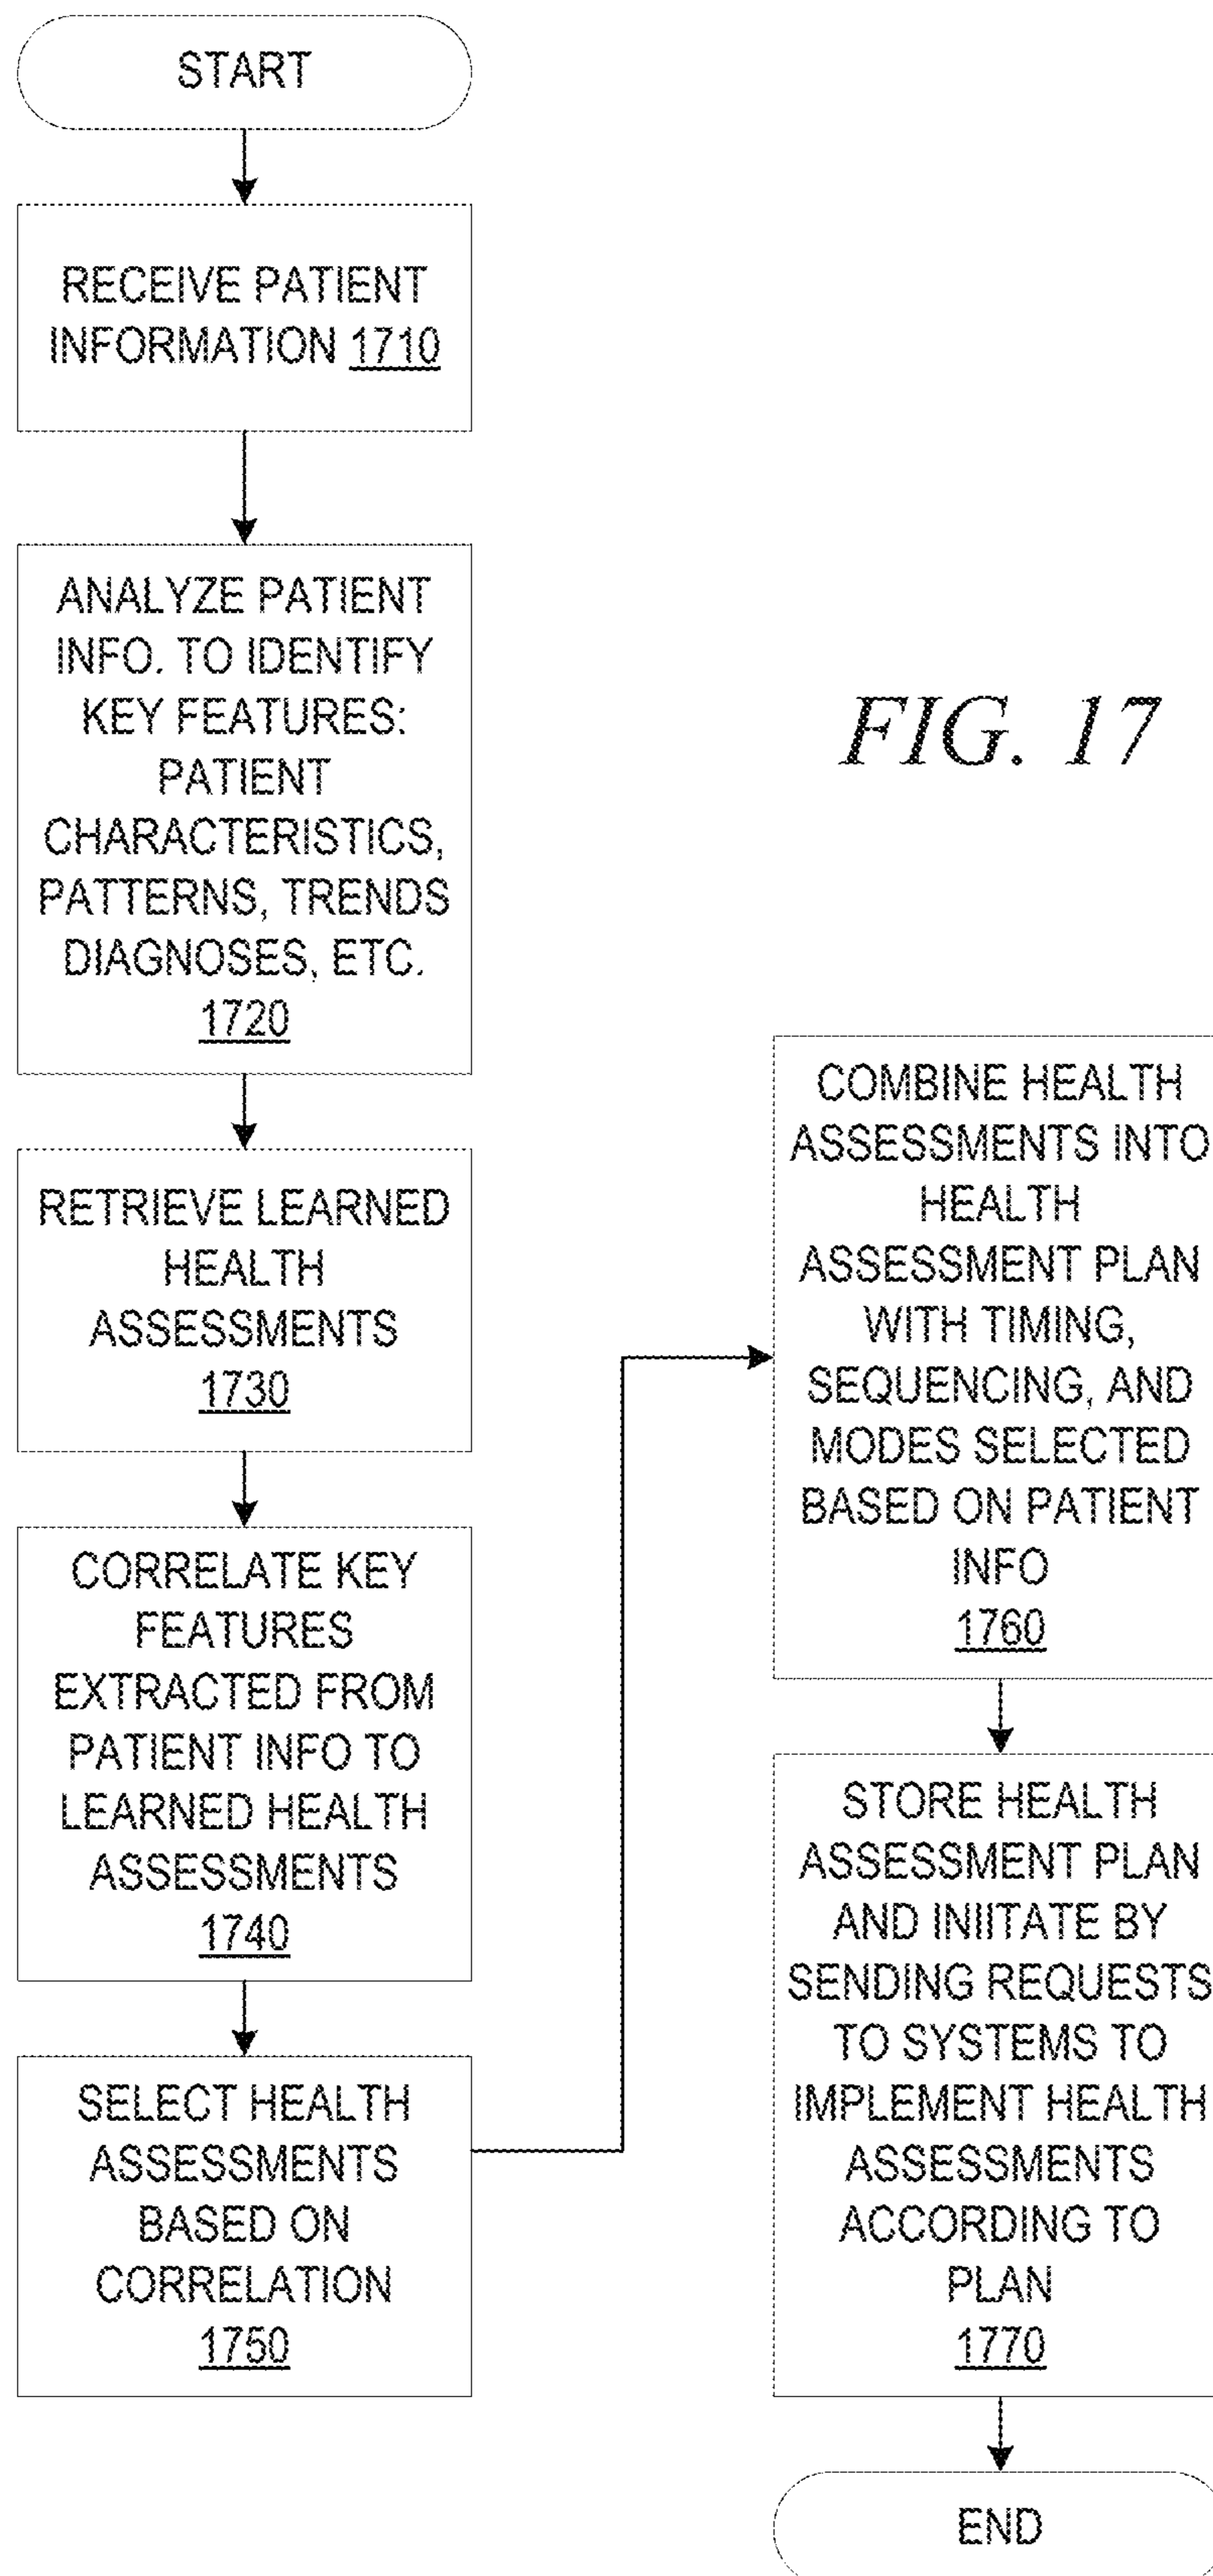 START
RECEIVE PATIENT
INFORMATION 1710
ANALYZE PATIENT
INFO. TO IDENTIFY
KEY FEATURES:
PATIENT
CHARACTERISTICS,
PATTERNS, TRENDS
DIAGNOSES, ETC.
1720
RETRIEVE LEARNED
HEALTH
ASSESSMENTS
1730
CORRELATE KEY
FEATURES
EXTRACTED FROM
PATIENT INFO TO
LEARNED HEALTH
ASSESSMENTS
1740
SELECT HEALTH
ASSESSMENTS
BASED ON
CORRELATION
1750
FIG. 17
COMBINE HEALTH
ASSESSMENTS INTO
HEALTH
ASSESSMENT PLAN
WITH TIMING,
SEQUENCING, AND
MODES SELECTED
BASED ON PATIENT
INFO
1760
STORE HEALTH
ASSESSMENT PLAN
AND INIITATE BY
SENDING REQUESTS
TO SYSTEMS TO
IMPLEMENT HEALTH
ASSESSMENTS
ACCORDING TO
PLAN
1770
END